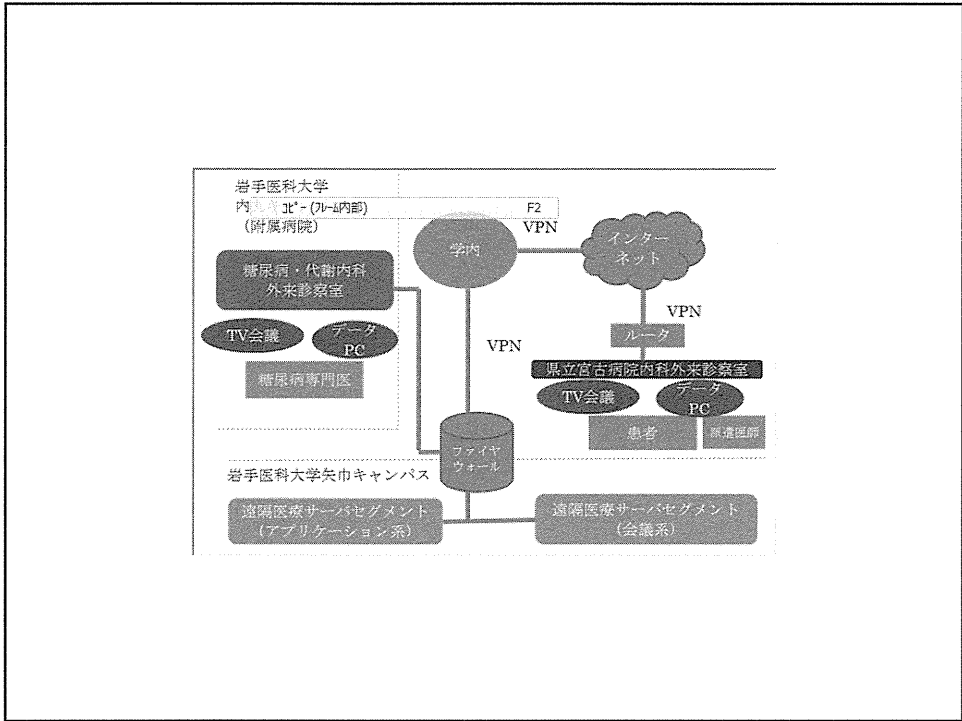 岩手医科大学
内丸
コピー(フレーム内部) F2
(附属病院)
VPN
学内
インター
ネット
糖尿病・代謝内科
外来診察室
VPN
ルータ
TV会議
データ
PC
VPN
県立宮古病院内科外来診察室
糖尿病専門医
TV会議
データ
PC
患者
派遣医師
ファイヤ
ウォール
岩手医科大学矢巾キャンパス
遠隔医療サーバセグメント
(アプリケーション系)
遠隔医療サーバセグメント
(会議系)